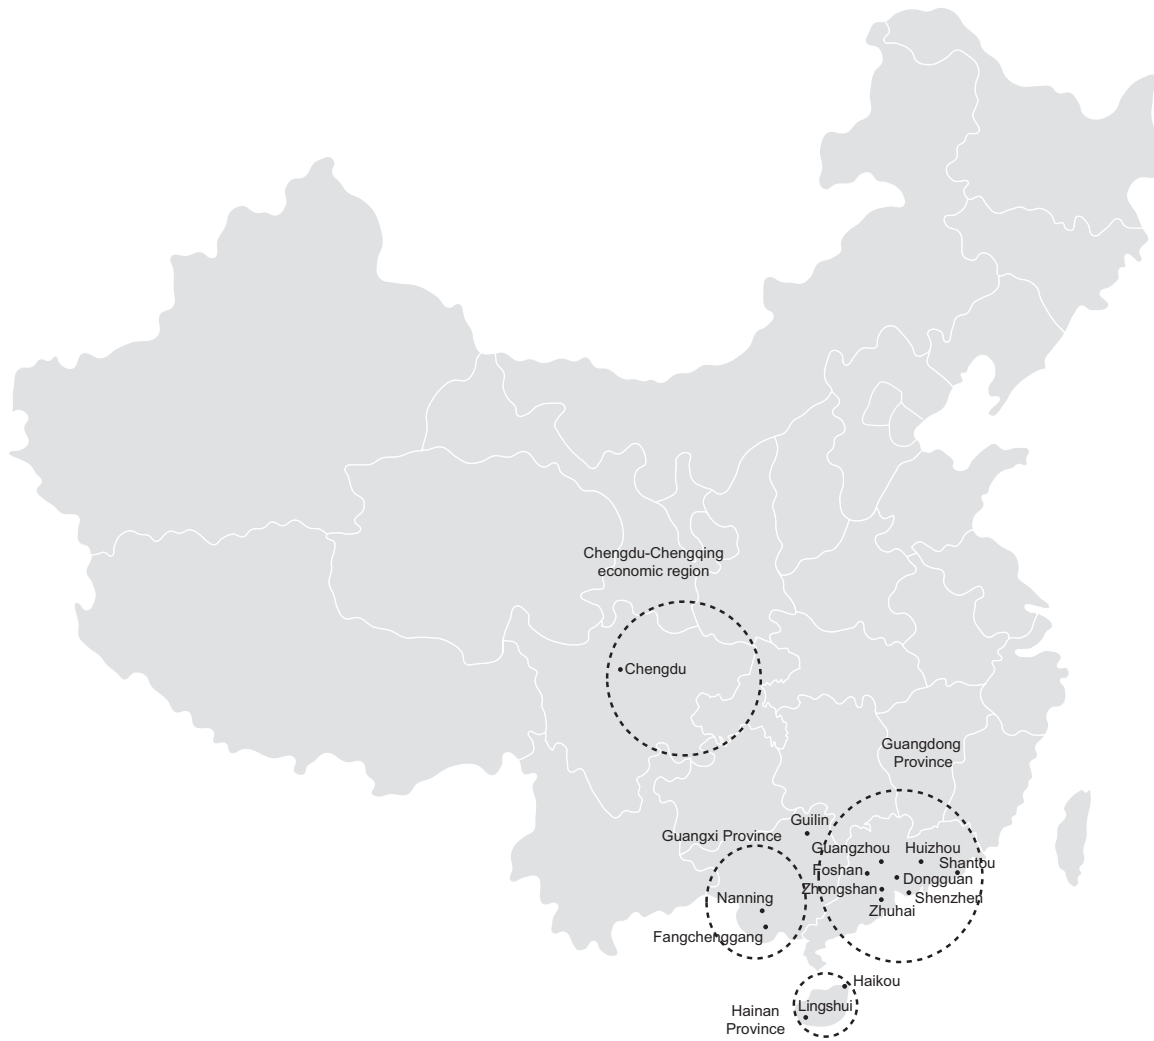 Chengdu-Chengqing
economic region
Chengdu
Guangdong
Province
Guilin
Guangxi Province
Guangzhou
Huizhou
Shantou
Foshan
Dongguan
Zhongshan
Shenzhen
Nanning
Zhuhai
Fangchenggang
Haikou
Lingshui
Hainan
Province